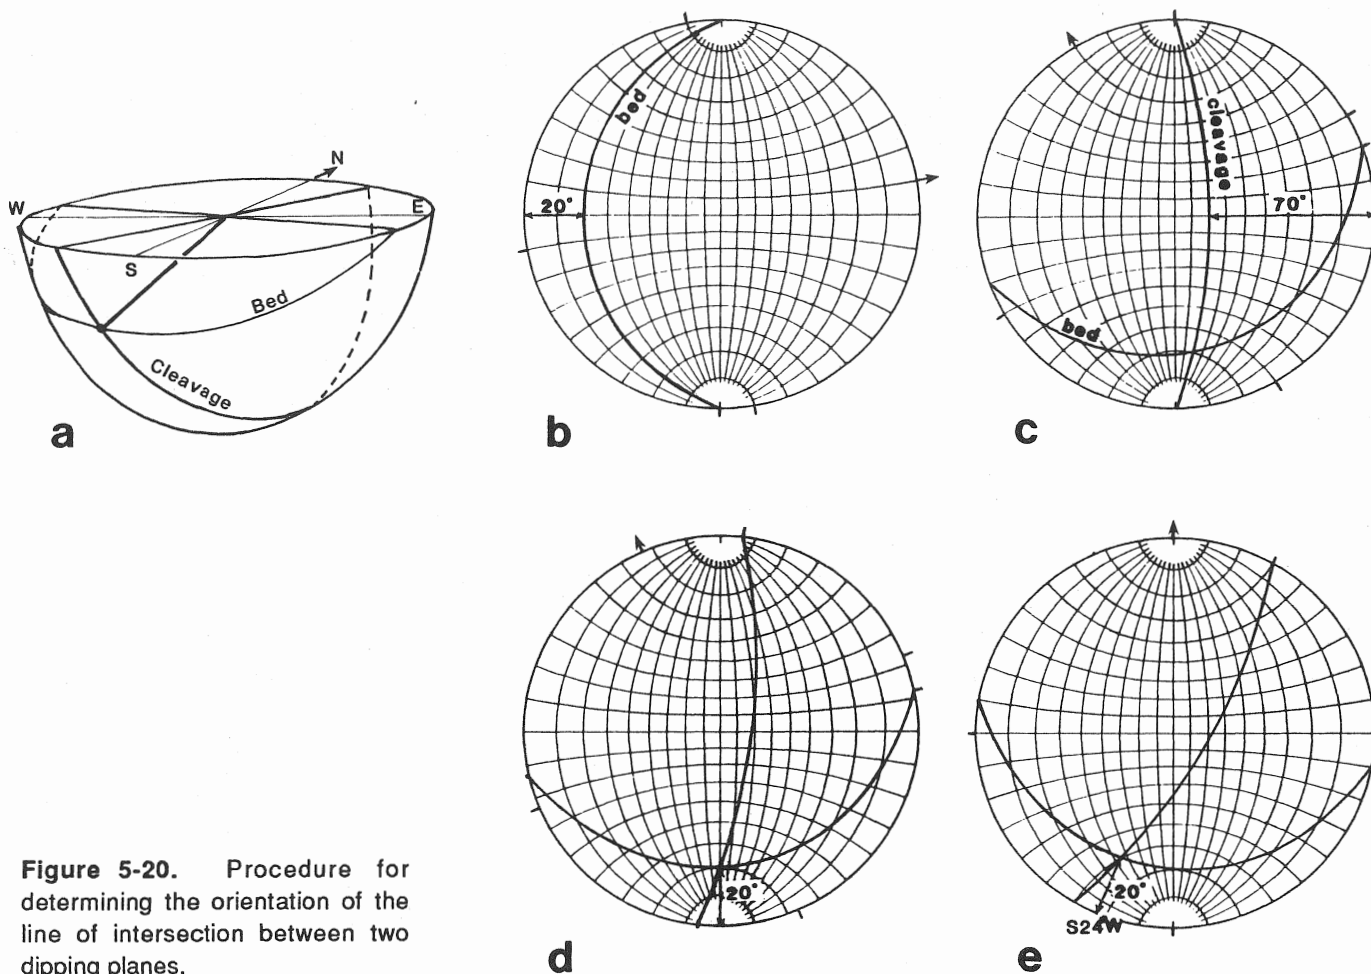 N
W
E
S
Bed
Cleavage
a
bed
20°
b
cleavage
70°
bed
c
20°
d
20°
S24°W
e
Figure 5-20. Procedure for
determining the orientation of the
line of intersection between two
dipping planes.